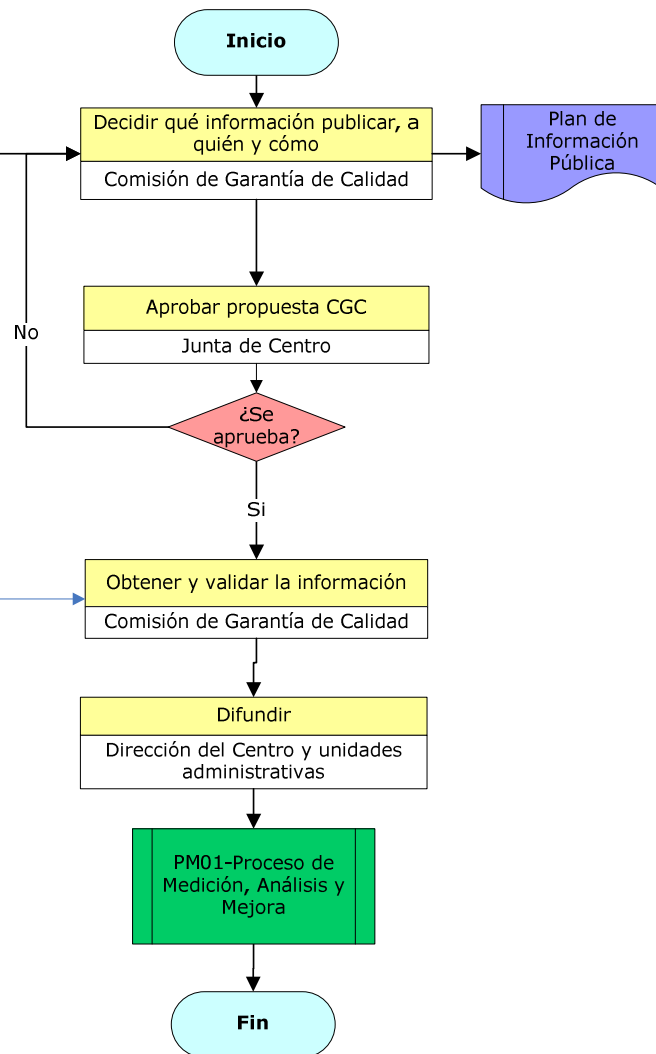 Inicio
Decidir qué información publicar, a
quién y cómo
Comisión de Garantía de Calidad
Plan de
Información
Pública
Aprobar propuesta CGC
Junta de Centro
No
¿Se
aprueba?
Si
Obtener y validar la información
Comisión de Garantía de Calidad
Difundir
Dirección del Centro y unidades
administrativas
PM01-Proceso de
Medición, Análisis y
Mejora
Fin